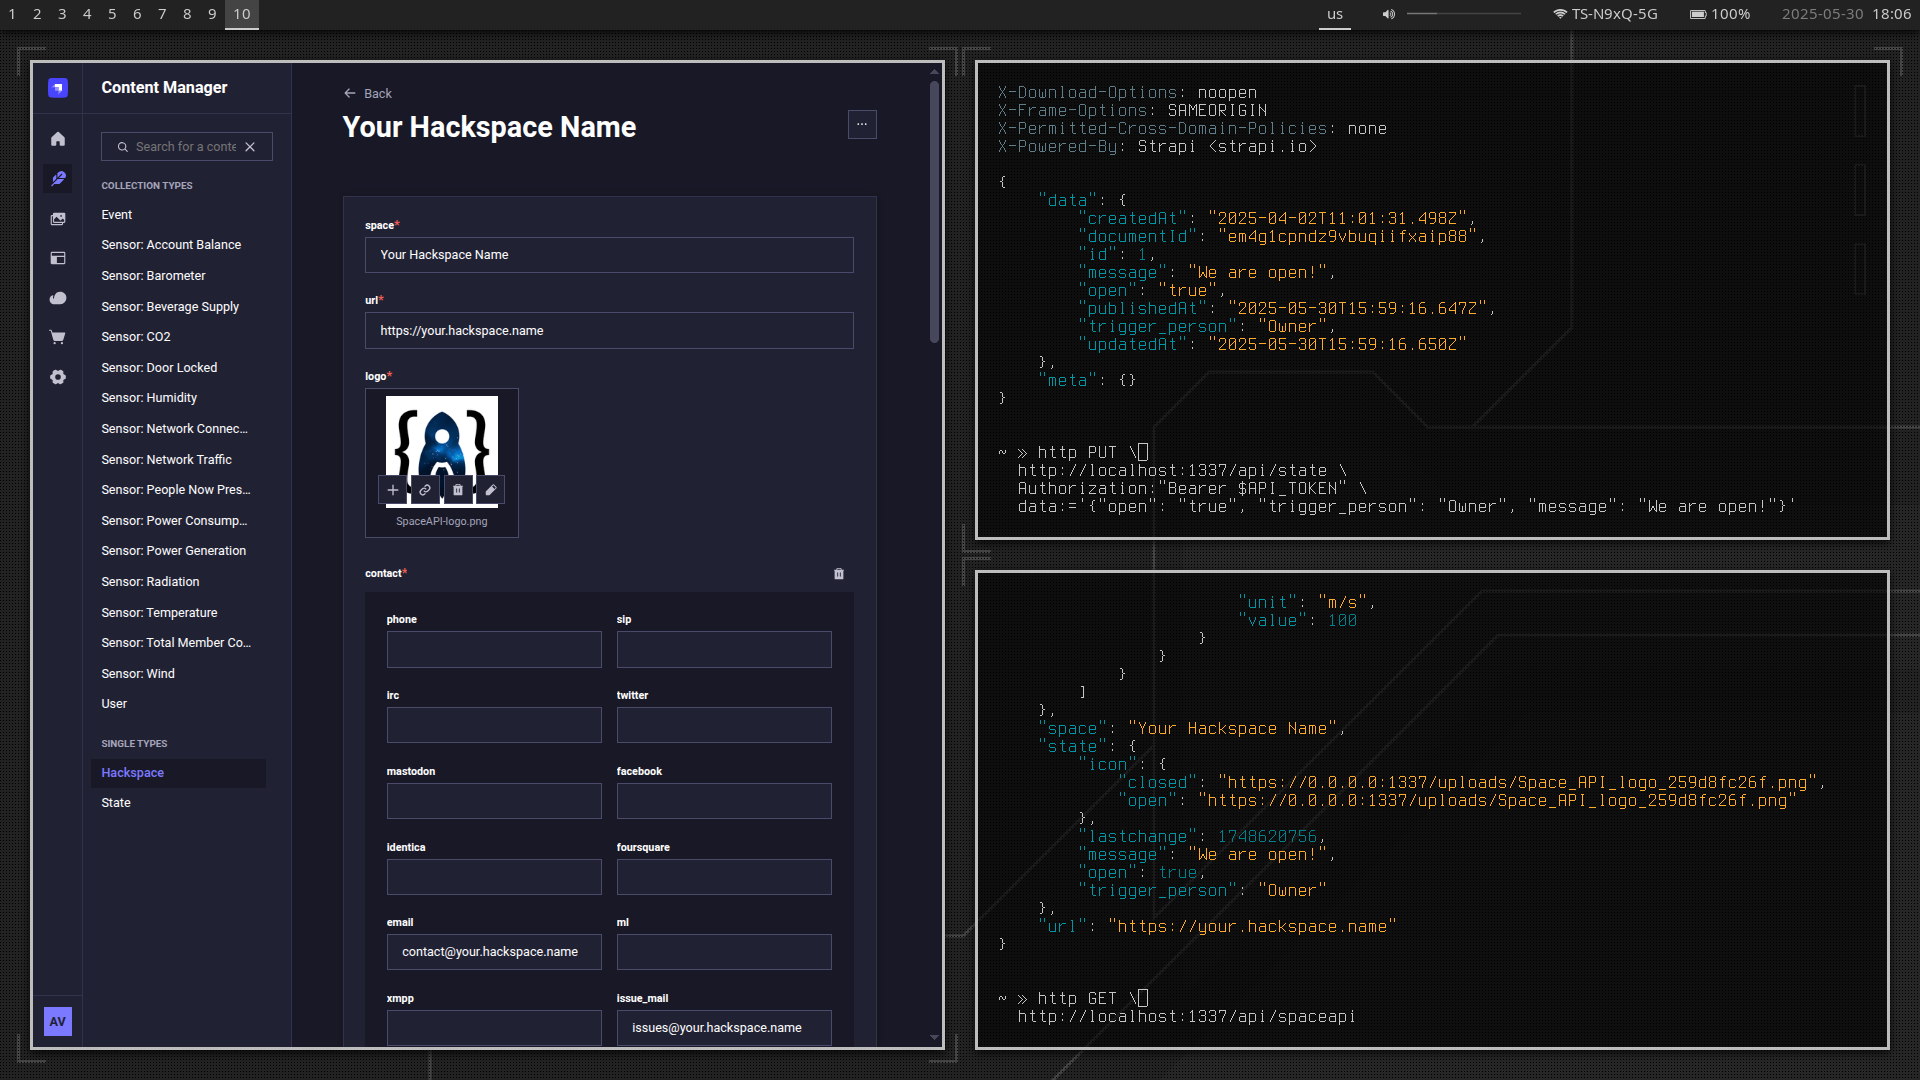 1 2 3 4 5 6 7 8 9 10
us
TS-N9xQ-5G
100%
2025-05-30 18:06
Content Manager
Search for a conte
COLLECTION TYPES
Event
Sensor: Account Balance
Sensor: Barometer
Sensor: Beverage Supply
Sensor: CO2
Sensor: Door Locked
Sensor: Humidity
Sensor: Network Connec...
Sensor: Network Traffic
Sensor: People Now Pres...
Sensor: Power Consump...
Sensor: Power Generation
Sensor: Radiation
Sensor: Temperature
Sensor: Total Member Co...
Sensor: Wind
User
SINGLE TYPES
Hackspace
State
AV
Back
Your Hackspace Name
...
space*
Your Hackspace Name
url*
https://your.hackspace.name
logo*
SpaceAPI-logo.png
contact*
phone sip
irc twitter
mastodon facebook
identica foursquare
email ml
contact@your.hackspace.name
xmpp issue_mail
issues@your.hackspace.name
X-Download-Options: noopen
X-Frame-Options: SAMEORIGIN
X-Permitted-Cross-Domain-Policies: none
X-Powered-By: Strapi <strapi.io>
{
"data": {
"createdAt": "2025-04-02T11:01:31.498Z",
"documentId": "em4g1cpndz9vbuqiifxaip88",
"id": 1,
"message": "We are open!",
"open": "true",
"publishedAt": "2025-05-30T15:59:16.647Z",
"trigger_person": "Owner",
"updatedAt": "2025-05-30T15:59:16.650Z"
},
"meta": {}
}
~ » http PUT \
http://localhost:1337/api/state \
Authorization:"Bearer $API_TOKEN" \
data:='{"open": "true", "trigger_person": "Owner", "message": "We are open!"}'
"unit": "m/s",
"value": 100
}
}
}
]
},
"space": "Your Hackspace Name",
"state": {
"icon": {
"closed": "https://0.0.0.0:1337/uploads/Space_API_logo_259d8fc26f.png",
"open": "https://0.0.0.0:1337/uploads/Space_API_logo_259d8fc26f.png"
},
"lastchange": 1748620756,
"message": "We are open!",
"open": true,
"trigger_person": "Owner"
},
"url": "https://your.hackspace.name"
}
~ » http GET \
http://localhost:1337/api/spaceapi